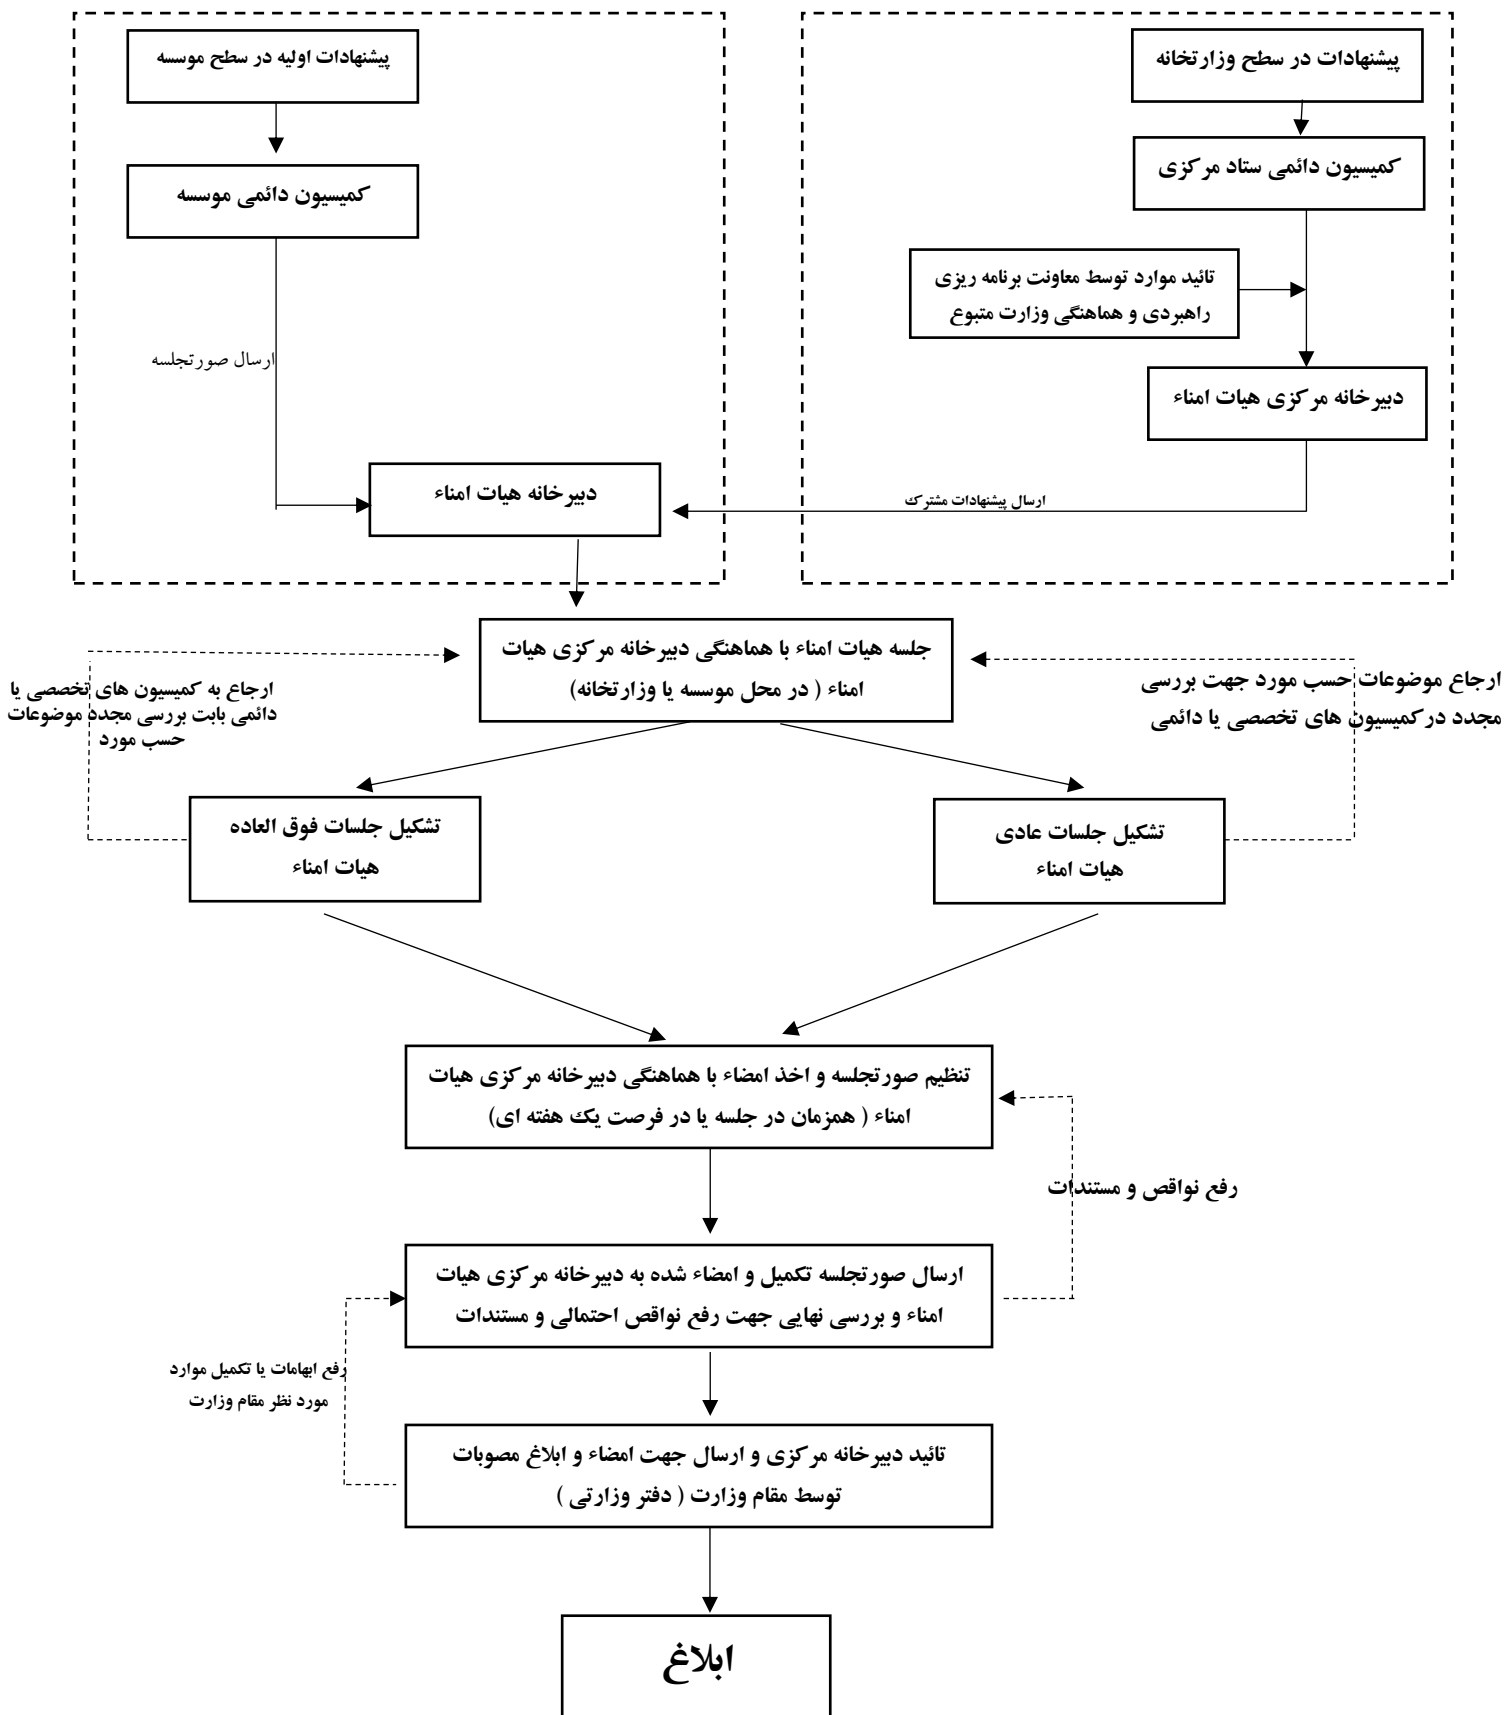 پیشنهادات در سطح وزارتخانه
کمیسیون دائمی ستاد مرکزی
تائید موارد توسط معاونت برنامه ریزی
راهبردی و هماهنگی وزارت متبوع
دبیرخانه مرکزی هیات امناء
ارسال پیشنهادات مشترک
پیشنهادات اولیه در سطح موسسه
کمیسیون دائمی موسسه
ارسال صورتجلسه
دبیرخانه هیات امناء
جلسه هیات امناء با هماهنگی دبیرخانه مرکزی هیات
امناء ( در محل موسسه یا وزارتخانه)
ارجاع موضوعات حسب مورد جهت بررسی
مجدد در کمیسیون های تخصصی یا دائمی
ارجاع به کمیسیون های تخصصی یا
دائمی بابت بررسی مجدد موضوعات
حسب مورد
تشکیل جلسات عادی
هیات امناء
تشکیل جلسات فوق العاده
هیات امناء
تنظیم صورتجلسه و اخذ امضاء با هماهنگی دبیرخانه مرکزی هیات
امناء ( همزمان در جلسه یا در فرصت یک هفته ای)
رفع نواقص و مستندات
ارسال صورتجلسه تکمیل و امضاء شده به دبیرخانه مرکزی هیات
امناء و بررسی نهایی جهت رفع نواقص احتمالی و مستندات
رفع ابهامات یا تکمیل موارد
مورد نظر مقام وزارت
تائید دبیرخانه مرکزی و ارسال جهت امضاء و ابلاغ مصوبات
توسط مقام وزارت ( دفتر وزارتی )
ابلاغ